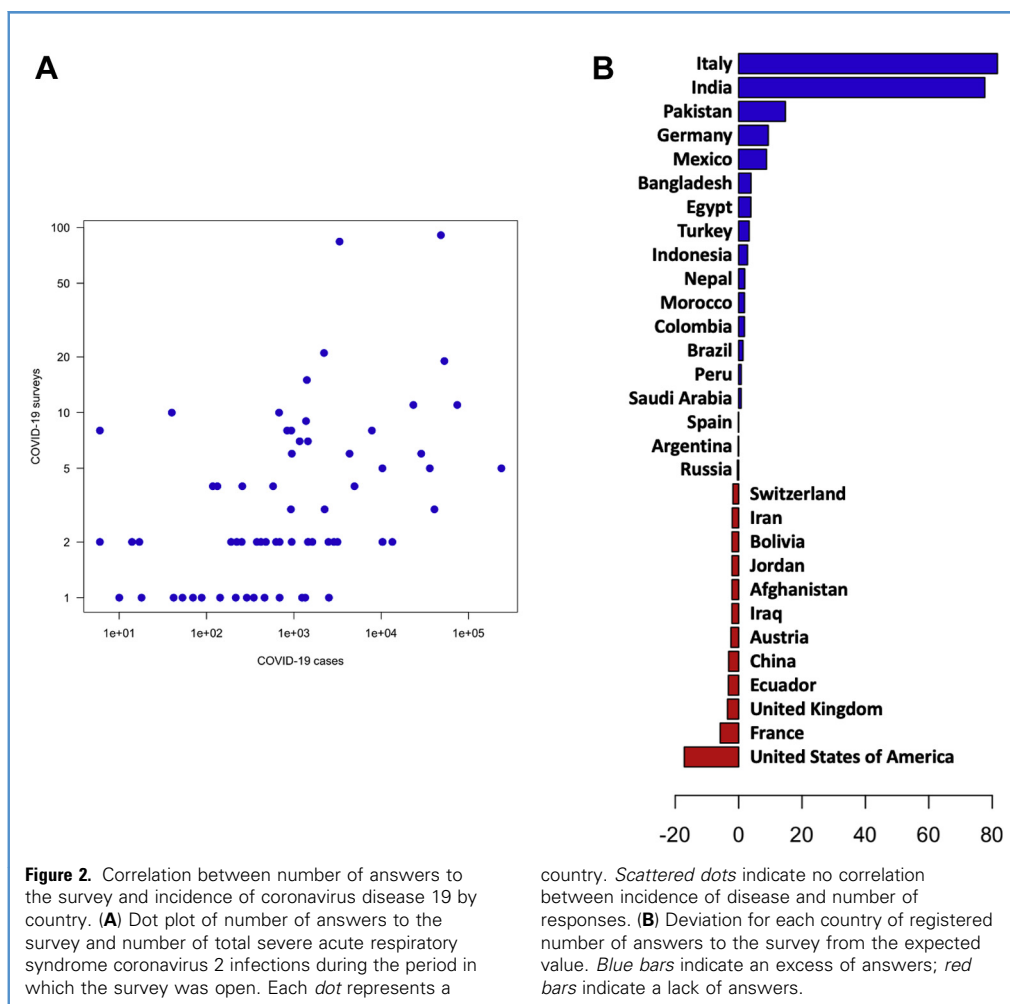 A
100
50
20
10
5
2
1
COVID-19 surveys
1e+01 1e+02 1e+03 1e+04 1e+05
COVID-19 cases
B
Italy
India
Pakistan
Germany
Mexico
Bangladesh
Egypt
Turkey
Indonesia
Nepal
Morocco
Colombia
Brazil
Peru
Saudi Arabia
Spain
Argentina
Russia
Switzerland
Iran
Bolivia
Jordan
Afghanistan
Iraq
Austria
China
Ecuador
United Kingdom
France
United States of America
-20 0 20 40 60 80
Figure 2. Correlation between number of answers to
the survey and incidence of coronavirus disease 19 by
country. (A) Dot plot of number of answers to the
survey and number of total severe acute respiratory
syndrome coronavirus 2 infections during the period in
which the survey was open. Each dot represents a
country. Scattered dots indicate no correlation
between incidence of disease and number of
responses. (B) Deviation for each country of registered
number of answers to the survey from the expected
value. Blue bars indicate an excess of answers; red
bars indicate a lack of answers.